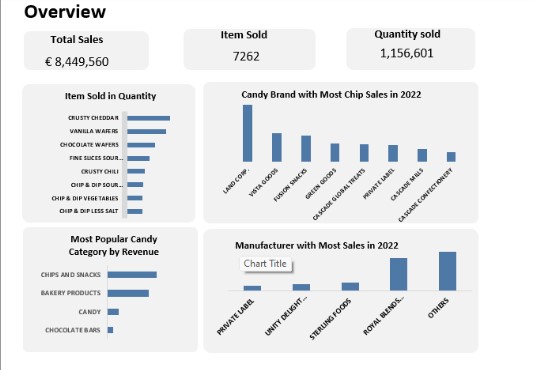 Overview
Total Sales
€ 8,449,560
Item Sold
7262
Quantity sold
1,156,601
Item Sold in Quantity
CRUSTY CHEDDAR
VANILLA WAFERS
CHOCOLATE WAFERS
FINE SLICES SOUR...
CRUSTY CHILI
CHIP & DIP SOUR...
CHIP & DIP VEGETABLES
CHIP & DIP LESS SALT
Candy Brand with Most Chip Sales in 2022
LAND CORP.
VISTA GOODS
FUSION SNACKS
GREEN GOODS
CASCADE GLOBAL TREATS
PRIVATE LABEL
CASCADE MILLS
CASCADE CONFECTIONERY
Most Popular Candy
Category by Revenue
CHIPS AND SNACKS
BAKERY PRODUCTS
CANDY
CHOCOLATE BARS
Manufacturer with Most Sales in 2022
Chart Title
PRIVATE LABEL
UNITY DELIGHT...
STERLING FOODS
ROYAL BLENDS...
OTHERS